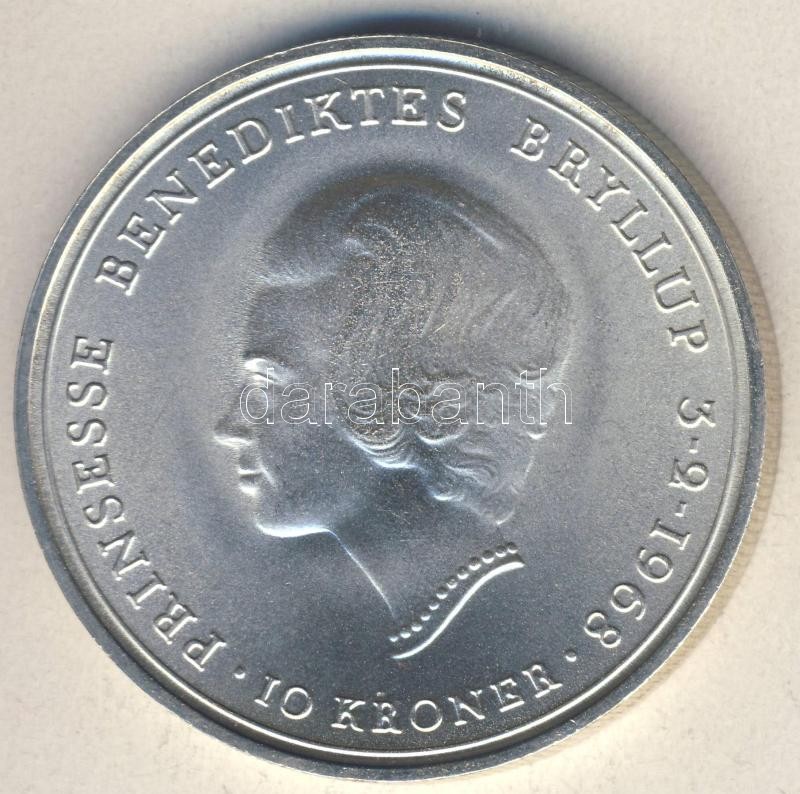 PRINSESSE BENEDIKTES BRYLLUP 3-2-1968
· 10 KRONER ·
darabanth